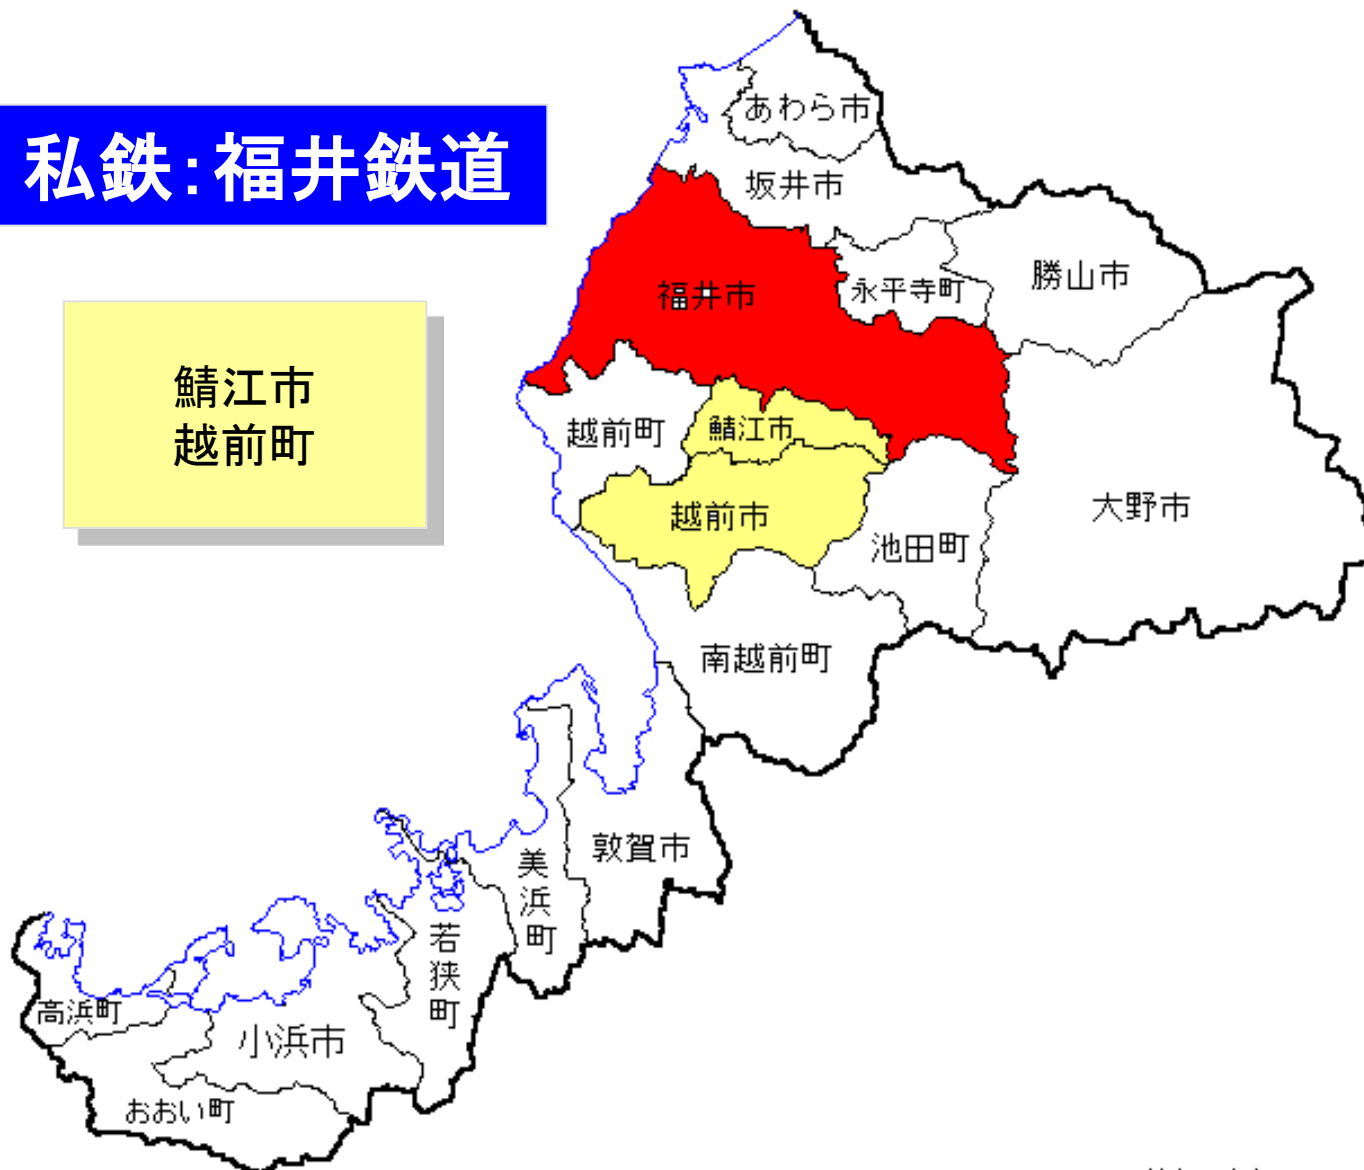 私鉄：福井鉄道
鯖江市
越前町
あわら市
坂井市
福井市
永平寺町
勝山市
越前町
鯖江市
越前市
池田町
大野市
南越前町
敦賀市
美浜町
若狭町
高浜町
小浜市
おおい町